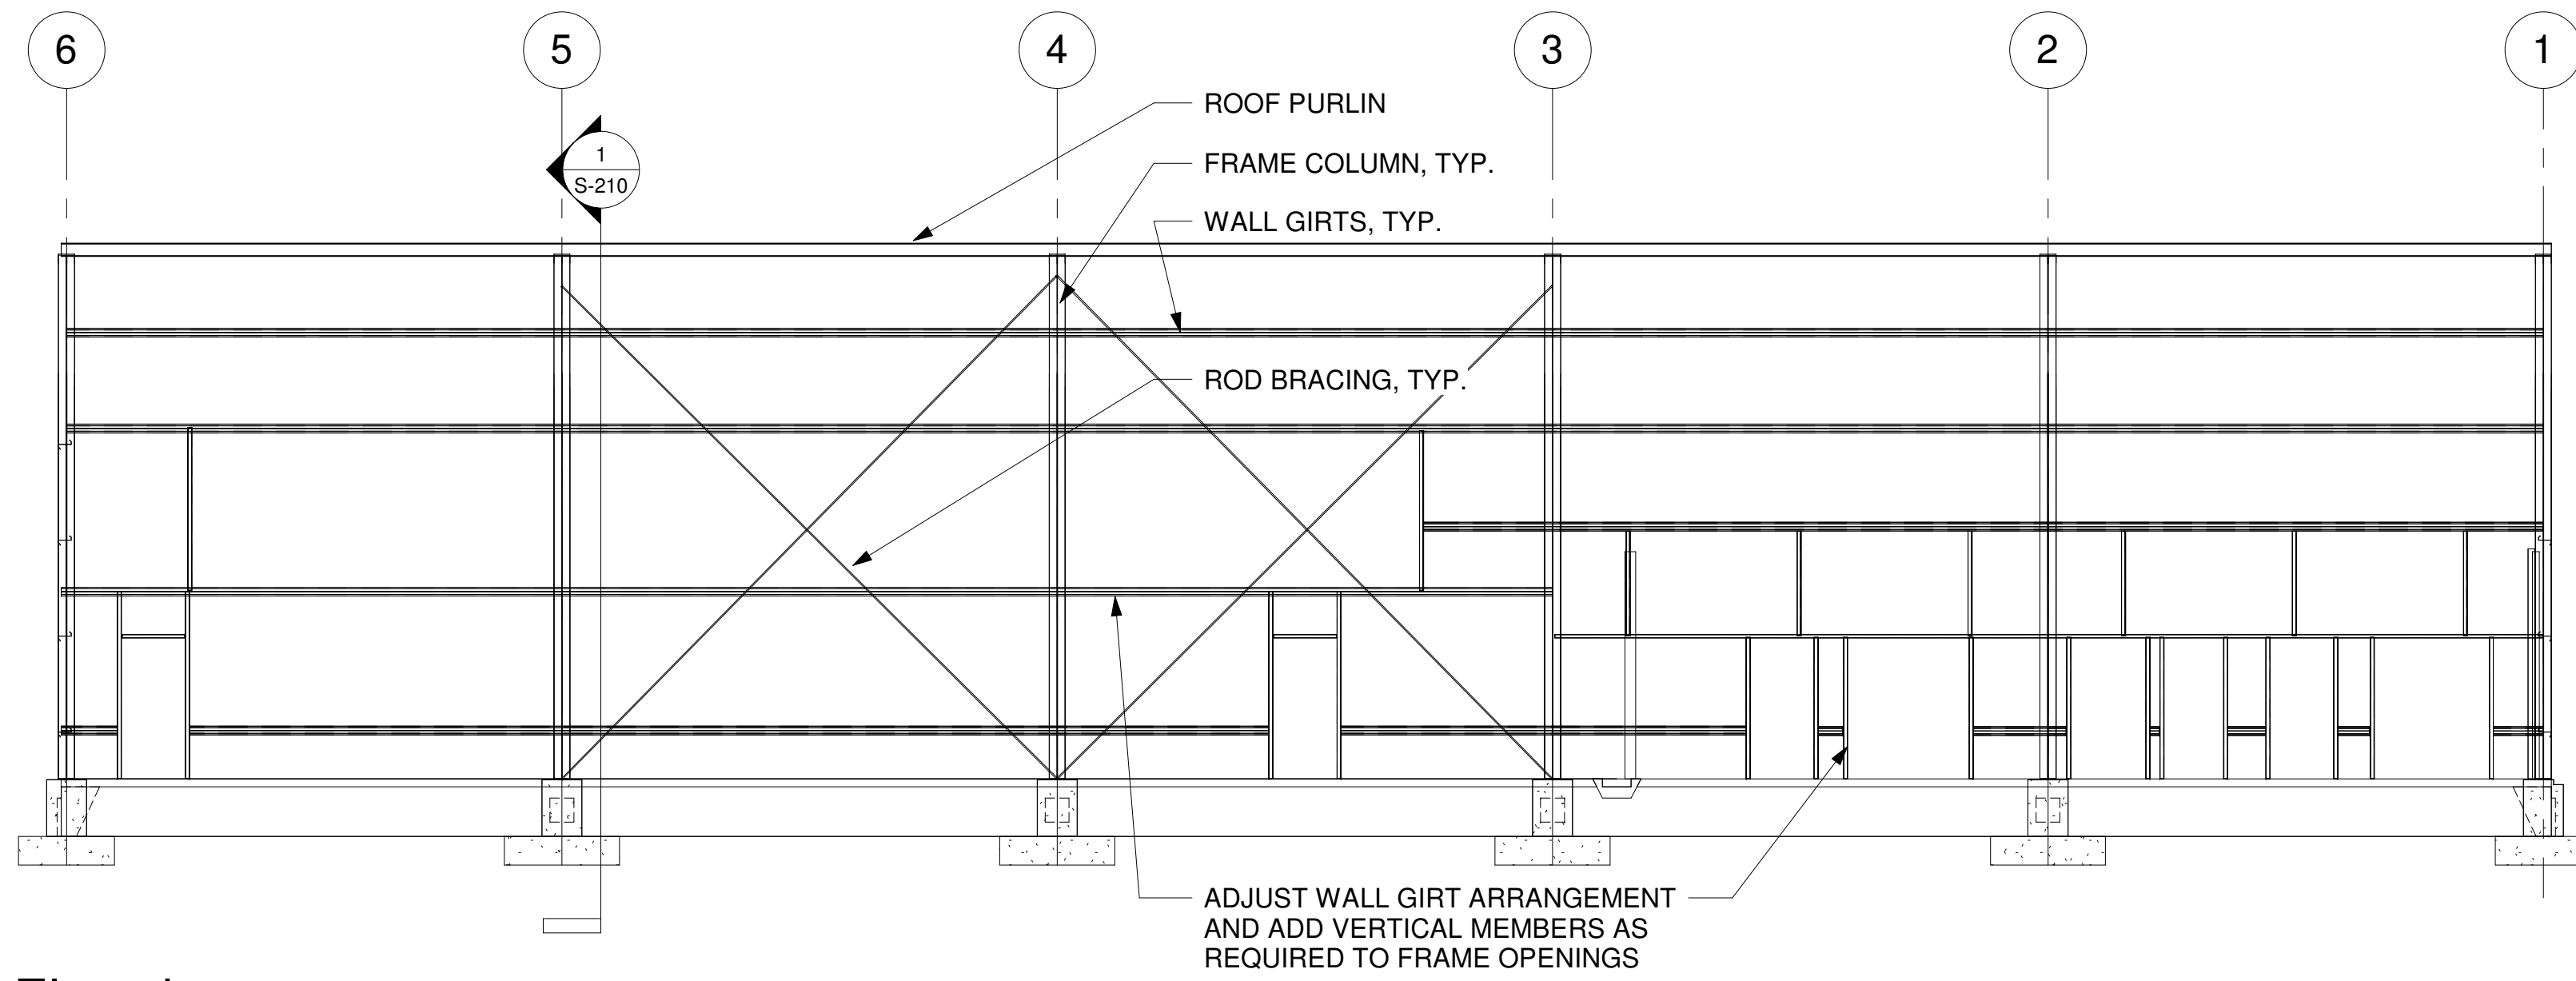 6
5
4
3
2
1
ROOF PURLIN
1
S-210
FRAME COLUMN, TYP.
WALL GIRTS, TYP.
ROD BRACING, TYP.
ADJUST WALL GIRT ARRANGEMENT
AND ADD VERTICAL MEMBERS AS
REQUIRED TO FRAME OPENINGS